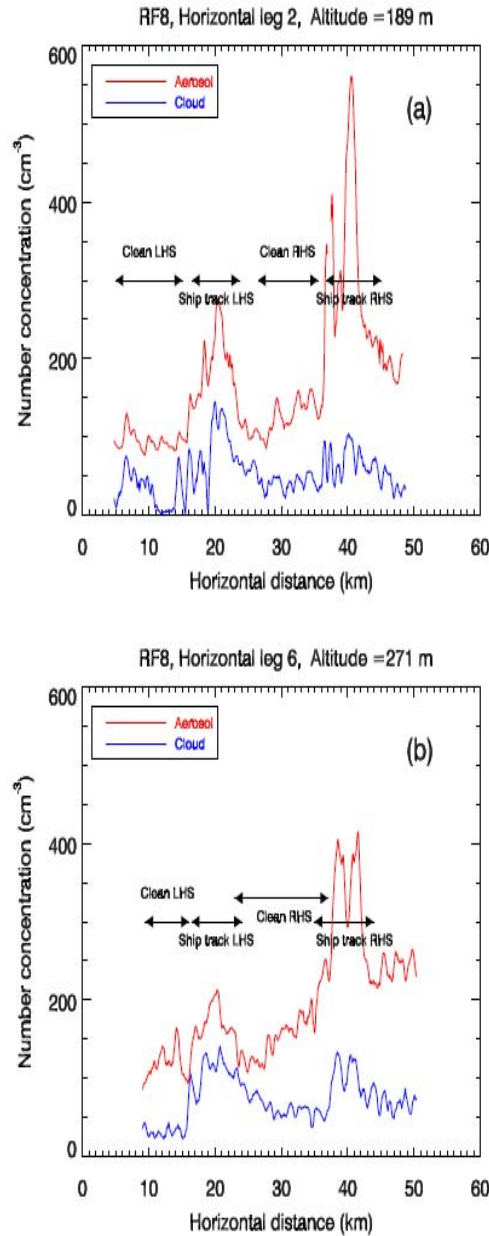 RF8, Horizontal leg 2, Altitude =189 m
600
Aerosol
Cloud
(a)
400
Clean LHS
Clean RHS
Ship track LHS
Ship track RHS
200
0
Number concentration (cm-3)
0 10 20 30 40 50 60
Horizontal distance (km)
RF8, Horizontal leg 6, Altitude =271 m
600
Aerosol
Cloud
(b)
400
Clean LHS
Clean RHS
Ship track LHS
Ship track RHS
200
0
Number concentration (cm-3)
0 10 20 30 40 50 60
Horizontal distance (km)